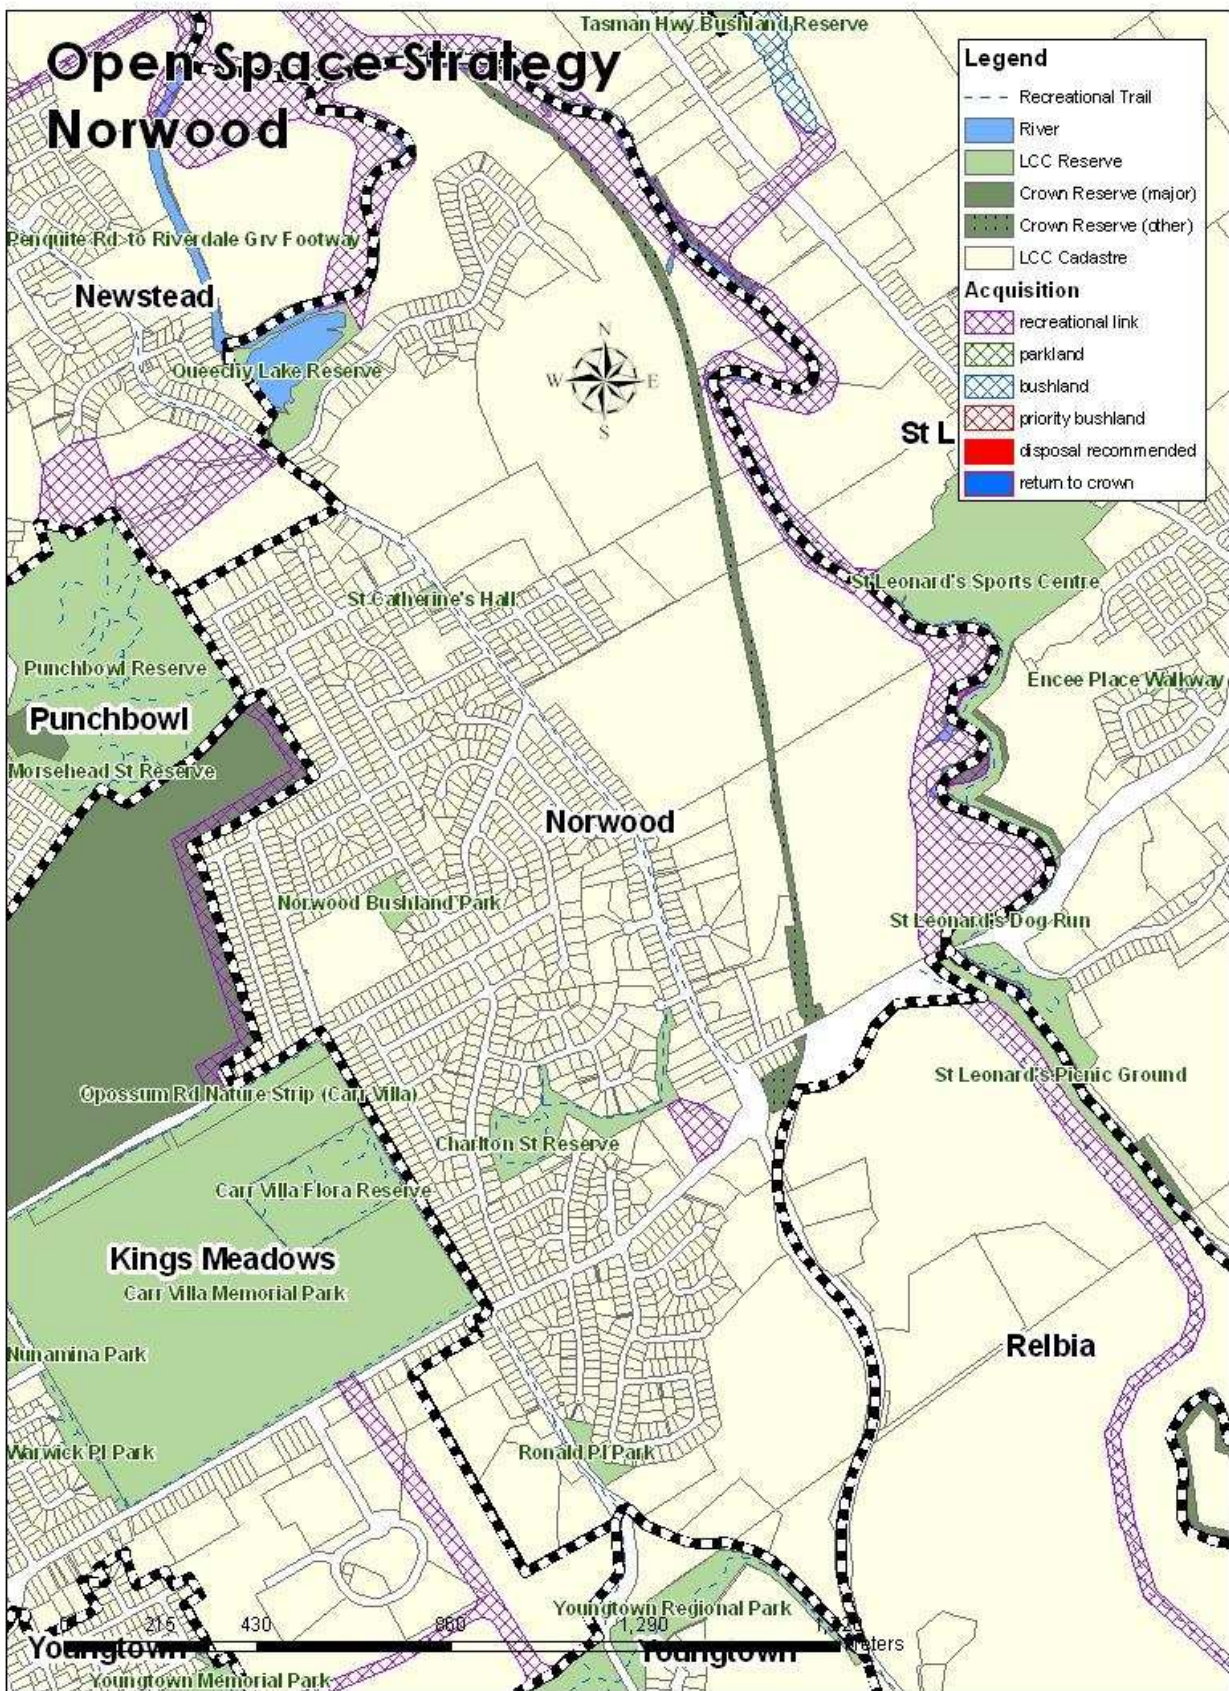 Tasman Hwy Bushland Reserve
Open Space Strategy
Norwood
Legend
Recreational Trail
River
LCC Reserve
Crown Reserve (major)
Crown Reserve (other)
LCC Cadastre
Acquisition
recreational link
parkland
bushland
priority bushland
disposal recommended
return to crown
Penquite Rd to Riverdale Grv Footway
Newstead
Queechy Lake Reserve
N
W
E
S
St L
St Leonard's Sports Centre
St Catherine's Hall
Punchbowl Reserve
Encee Place Walkway
Punchbowl
Morsehead St Reserve
Norwood
Norwood Bushland Park
St Leonard's Dog Run
St Leonard's Picnic Ground
Opossum Rd Nature Strip (Carr Villa)
Charlton St Reserve
Carr Villa Flora Reserve
Kings Meadows
Carr Villa Memorial Park
Relbia
Nunamina Park
Warwick Pl Park
Ronald Pl Park
Youngtown Regional Park
0 215 430 860 1,290
Meters
Youngtown
Youngtown
Youngtown Memorial Park